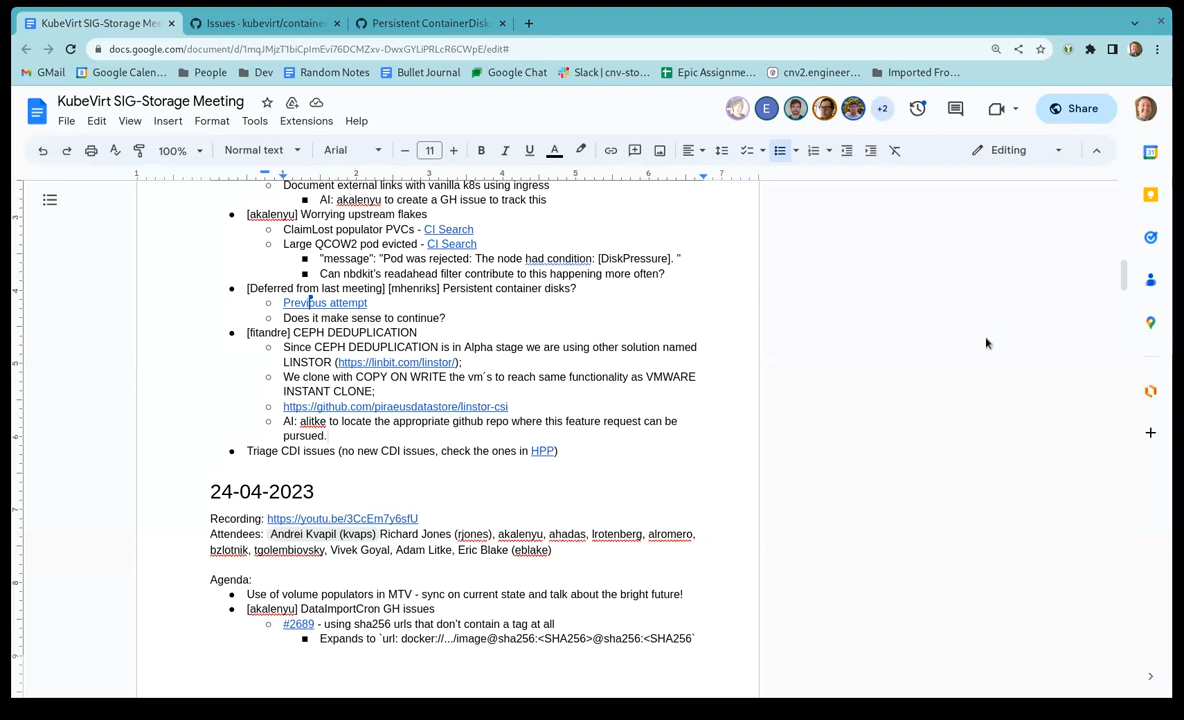 KubeVirt SIG-Storage Mee
Issues · kubevirt/containe
Persistent ContainerDisk
docs.google.com/document/d/1mqJMjzT1biCpImEvi76DCMZxv-DwxGYLiPRLcR6CWpE/edit#
GMail
Google Calen...
People
Dev
Random Notes
Bullet Journal
Google Chat
Slack | cnv-sto...
Epic Assignme...
cnv2.engineer...
Imported Fro...
KubeVirt SIG-Storage Meeting
File Edit View Insert Format Tools Extensions Help
E
+2
Share
100%
Normal text
Arial
11
Editing
1 1 2 3 4 5 6 7
Document external links with vanilla k8s using ingress
AI: akalenyu to create a GH issue to track this
[akalenyu] Worrying upstream flakes
ClaimLost populator PVCs - CI Search
Large QCOW2 pod evicted - CI Search
"message": "Pod was rejected: The node had condition: [DiskPressure]. "
Can nbdkit's readahead filter contribute to this happening more often?
[Deferred from last meeting] [mhenriks] Persistent container disks?
Previous attempt
Does it make sense to continue?
[fitandre] CEPH DEDUPLICATION
Since CEPH DEDUPLICATION is in Alpha stage we are using other solution named
LINSTOR (https://linbit.com/linstor/);
We clone with COPY ON WRITE the vm´s to reach same functionality as VMWARE
INSTANT CLONE;
https://github.com/piraeusdatastore/linstor-csi
AI: alitke to locate the appropriate github repo where this feature request can be
pursued.
Triage CDI issues (no new CDI issues, check the ones in HPP)
24-04-2023
Recording: https://youtu.be/3CcEm7y6sfU
Attendees: Andrei Kvapil (kvaps) Richard Jones (rjones), akalenyu, ahadas, lrotenberg, alromero,
bzlotnik, tgolembiovsky, Vivek Goyal, Adam Litke, Eric Blake (eblake)
Agenda:
Use of volume populators in MTV - sync on current state and talk about the bright future!
[akalenyu] DataImportCron GH issues
#2689 - using sha256 urls that don't contain a tag at all
Expands to `url: docker://.../image@sha256:<SHA256>@sha256:<SHA256`